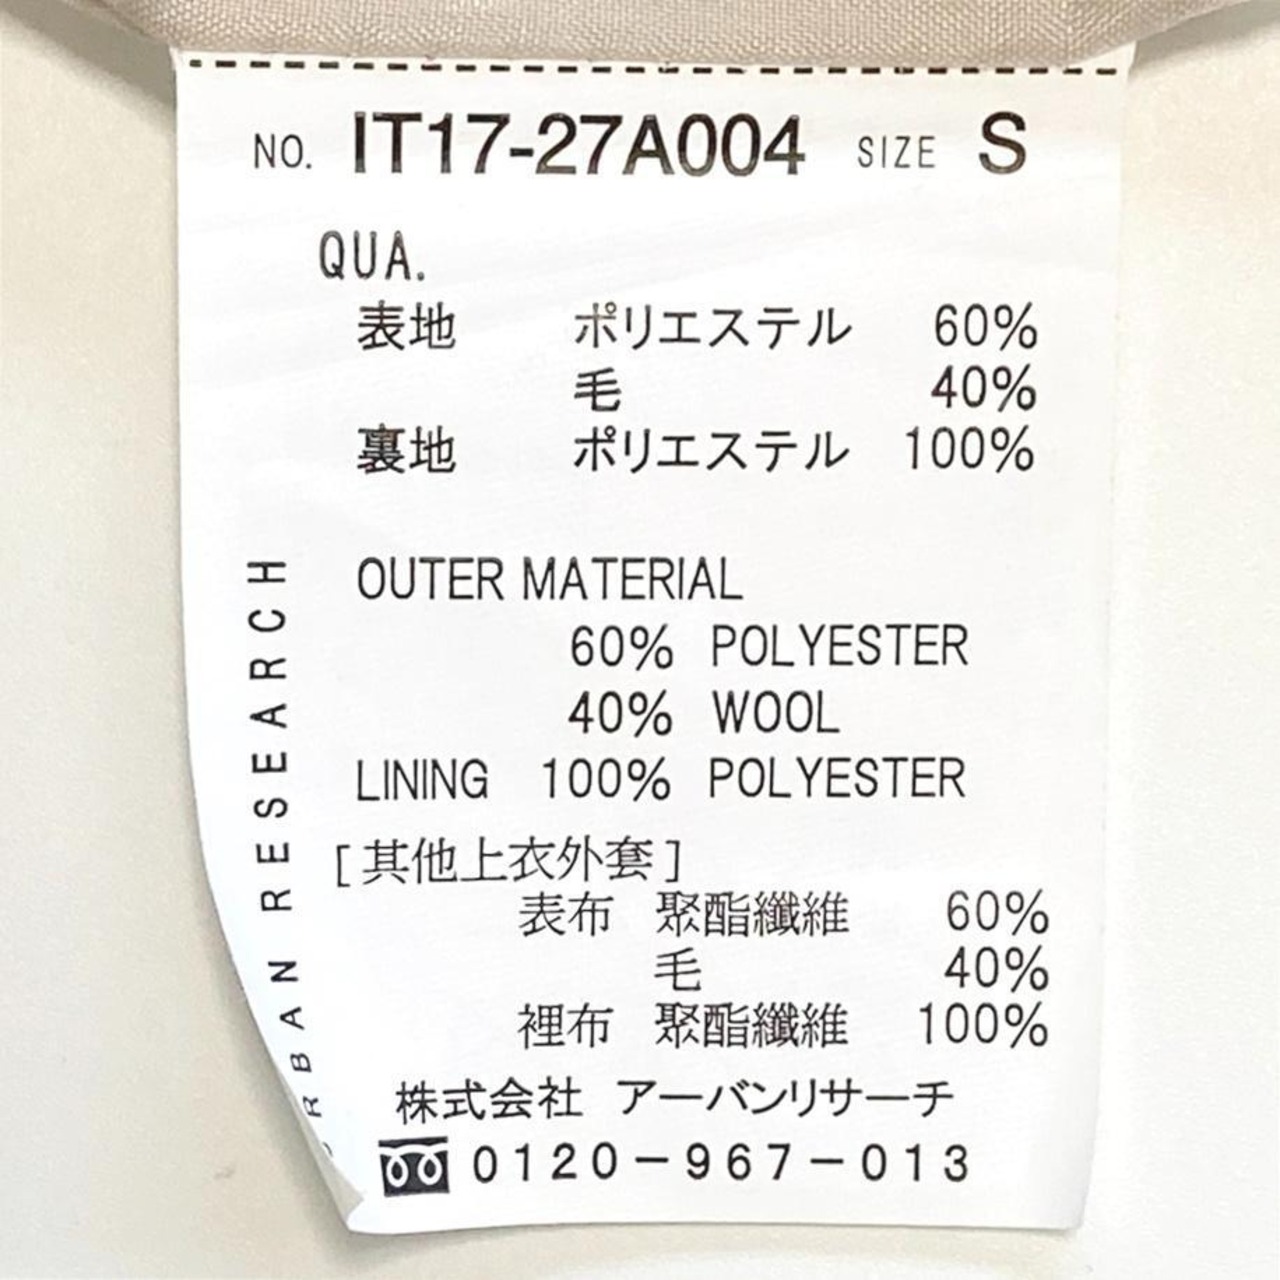 NO. IT17-27A004 SIZE S
QUA.
表地 ポリエステル 60%
毛 40%
裏地 ポリエステル 100%
OUTER MATERIAL
60% POLYESTER
40% WOOL
LINING 100% POLYESTER
[其他上衣外套]
表布 聚酯纖維 60%
毛 40%
裡布 聚酯纖維 100%
株式会社 アーバンリサーチ
0120-967-013
URBAN RESEARCH